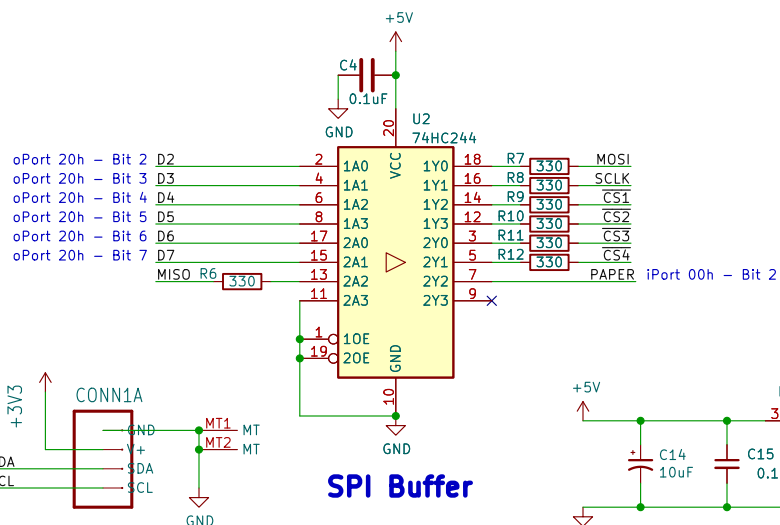 +5V
C4
0.1uF
GND
U2
74HC244
20
VCC
oPort 20h – Bit 2 D2 2 1A0 1Y0 18 R7 330 MOSI
oPort 20h – Bit 3 D3 4 1A1 1Y1 16 R8 330 SCLK
oPort 20h – Bit 4 D4 6 1A2 1Y2 14 R9 330 CS1
oPort 20h – Bit 5 D5 8 1A3 1Y3 12 R10 330 CS2
oPort 20h – Bit 6 D6 17 2A0 2Y0 3 R11 330 CS3
oPort 20h – Bit 7 D7 15 2A1 2Y1 5 R12 330 CS4
MISO R6 330 13 2A2 2Y2 7 PAPER iPort 00h – Bit 2
11 2A3 2Y3 9
1 1OE
19 2OE
GND
10
GND
SPI Buffer
+3V3
CONN1A
GND MT1 MT
V+ MT2 MT
DA SDA
CL SCL
GND
+5V
3
C14
10uF
C15
0.1